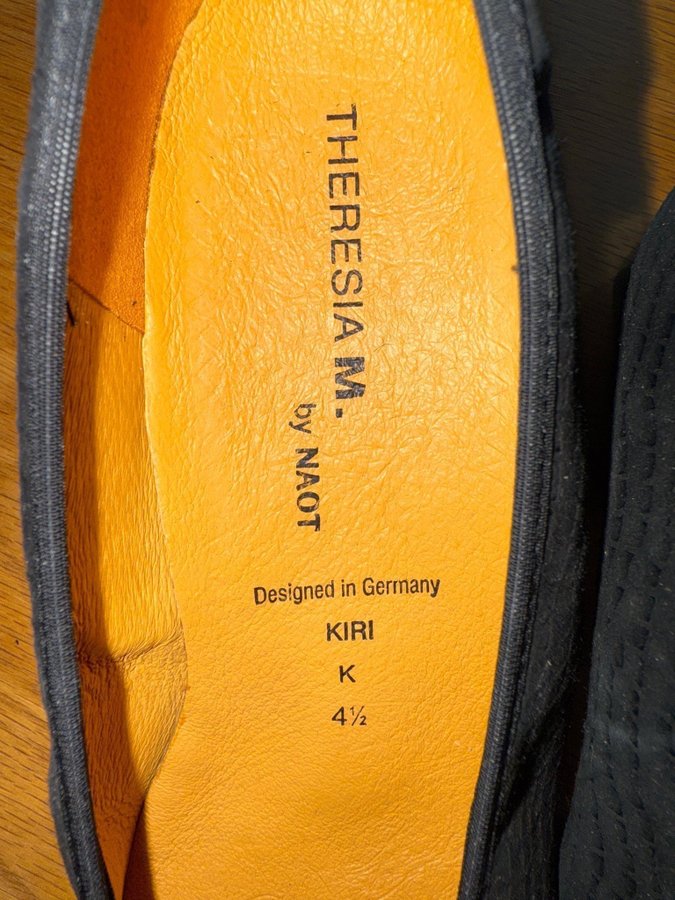 THERESIA M.
by NAOT
Designed in Germany
KIRI
K
4½